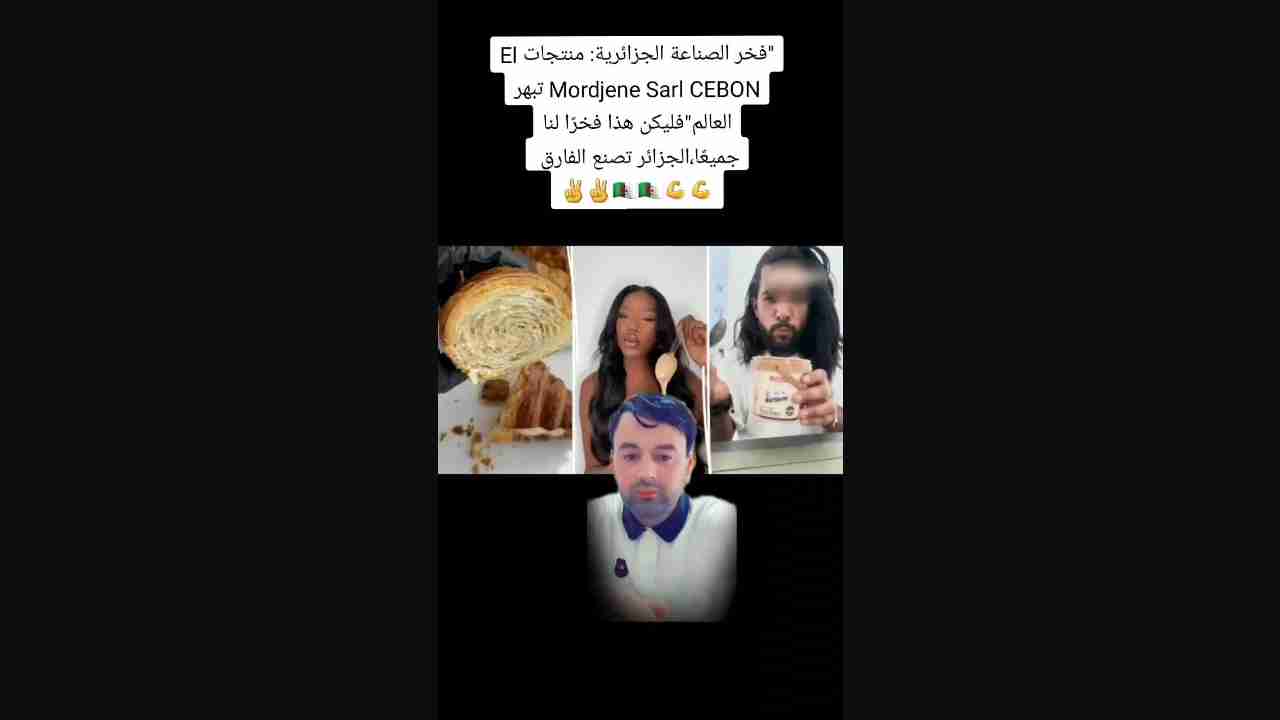 "فخر الصناعة الجزائرية: منتجات El
Mordjene Sarl CEBON تبهر
العالم"فليكن هذا فخرًا لنا
جميعًا،الجزائر تصنع الفارق
💪💪🇩🇿🇩🇿✌️✌️